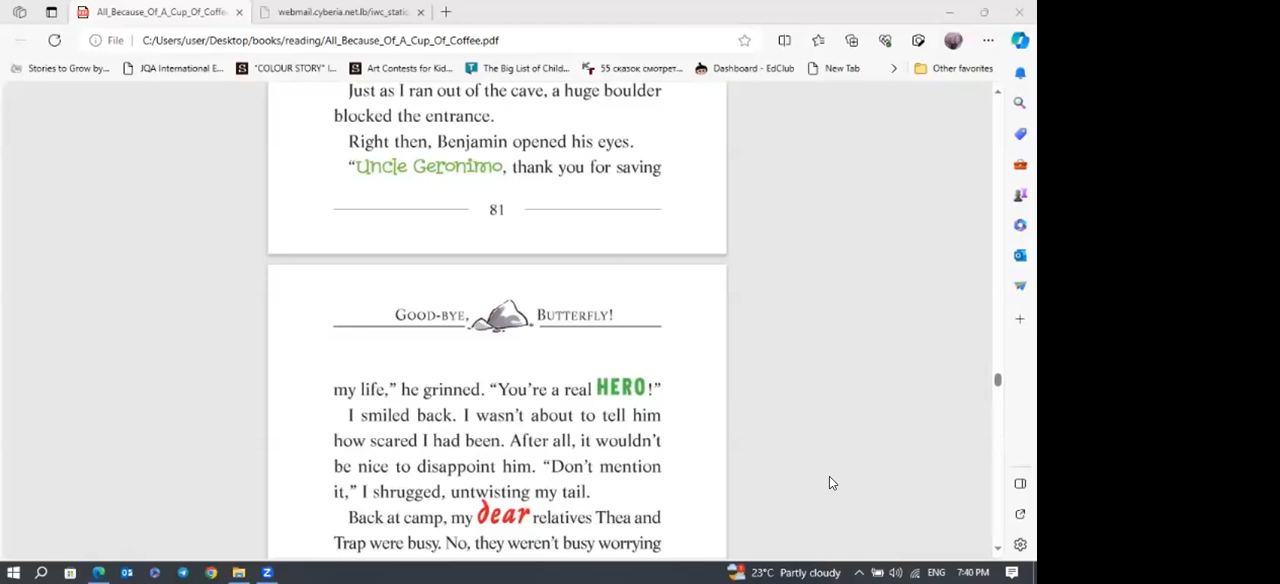 All_Because_Of_A_Cup_Of_Coffe
webmail.cyberia.net.lb/iwc_static
File C:/Users/user/Desktop/books/reading/All_Because_Of_A_Cup_Of_Coffee.pdf
Stories to Grow by... JQA International E... "COLOUR STORY" I... Art Contests for Kid... The Big List of Child... 55 сказок смотрет... Dashboard - EdClub New Tab Other favorites
Just as I ran out of the cave, a huge boulder
blocked the entrance.
Right then, Benjamin opened his eyes.
“Uncle Geronimo, thank you for saving
81
GOOD-BYE, BUTTERFLY!
my life,” he grinned. “You’re a real HERO!”
I smiled back. I wasn’t about to tell him
how scared I had been. After all, it wouldn’t
be nice to disappoint him. “Don’t mention
it,” I shrugged, untwisting my tail.
Back at camp, my dear relatives Thea and
Trap were busy. No, they weren’t busy worrying
23°C Partly cloudy ENG 7:40 PM